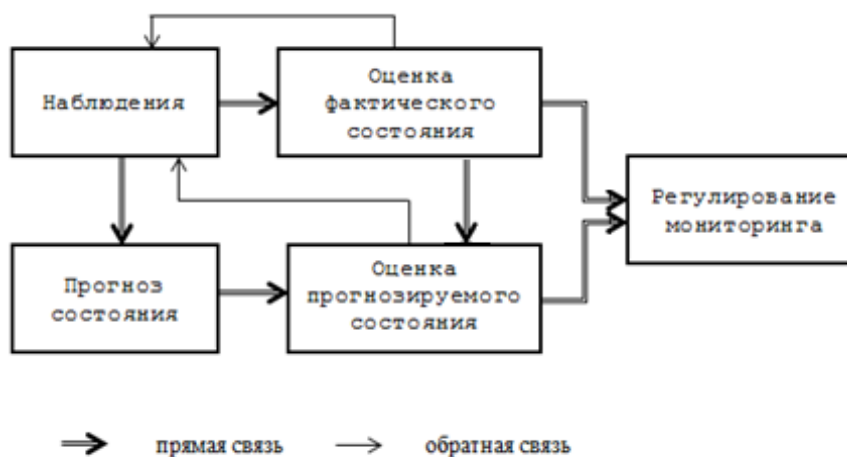 Наблюдения
Оценка
фактического
состояния
Регулирование
мониторинга
Прогноз
состояния
Оценка
прогнозируемого
состояния
прямая связь
обратная связь